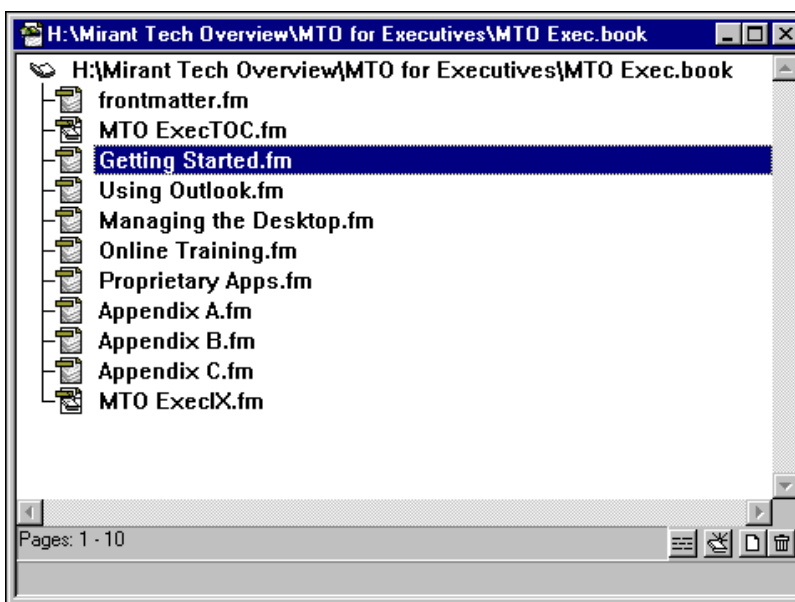 H:\Mirant Tech Overview\MTO for Executives\MTO Exec.book
H:\Mirant Tech Overview\MTO for Executives\MTO Exec.book
frontmatter.fm
MTO ExecTOC.fm
Getting Started.fm
Using Outlook.fm
Managing the Desktop.fm
Online Training.fm
Proprietary Apps.fm
Appendix A.fm
Appendix B.fm
Appendix C.fm
MTO ExecIX.fm
Pages: 1 - 10